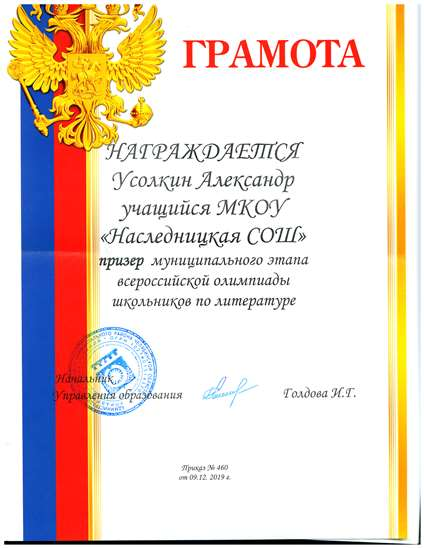 ГРАМОТА
НАГРАЖДАЕТСЯ
Усолкин Александр
учащийся МКОУ
«Наследницкая СОШ»
призер муниципального этапа
всероссийской олимпиады
школьников по литературе
Начальник
Управления образования
Голдова И.Г.
Приказ № 460
от 09.12. 2019 г.